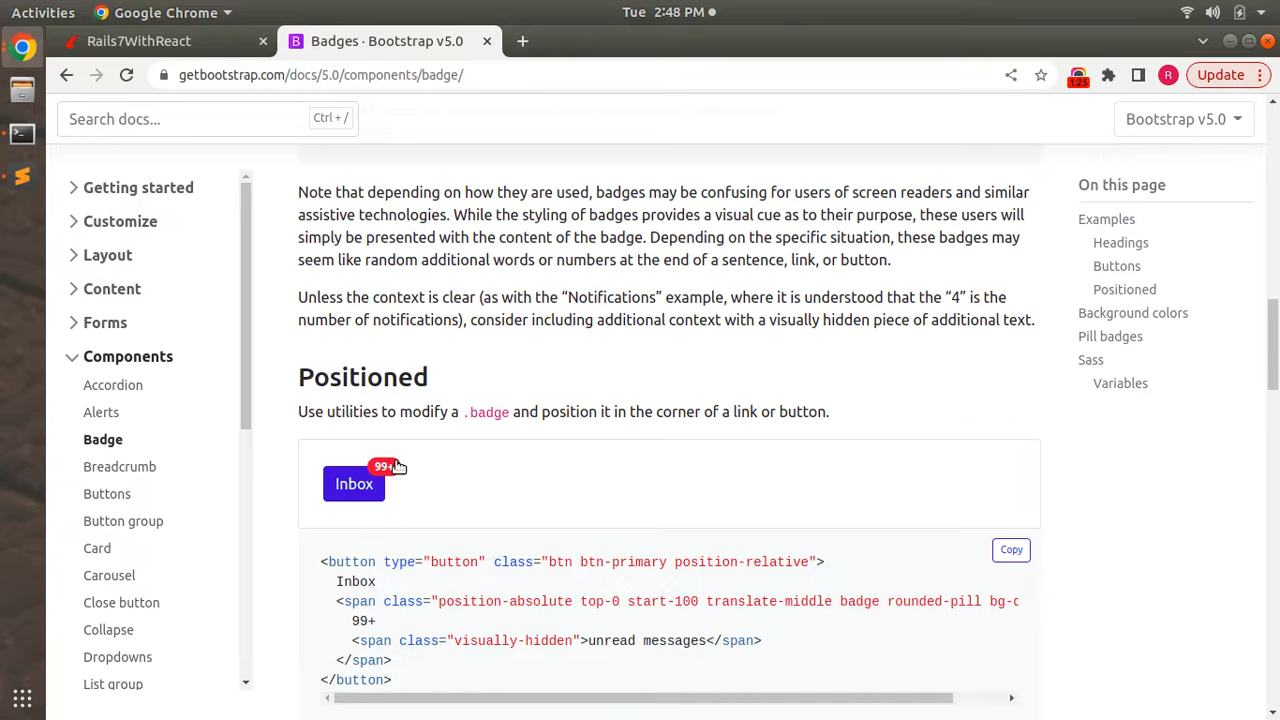 Activities
Google Chrome
Tue 2:48 PM
Rails7WithReact
B
Badges · Bootstrap v5.0
getbootstrap.com/docs/5.0/components/badge/
1:25
R
Update
Search docs...
Ctrl + /
Bootstrap v5.0
Getting started
Customize
Layout
Content
Forms
Components
Accordion
Alerts
Badge
Breadcrumb
Buttons
Button group
Card
Carousel
Close button
Collapse
Dropdowns
List group
Note that depending on how they are used, badges may be confusing for users of screen readers and similar
assistive technologies. While the styling of badges provides a visual cue as to their purpose, these users will
simply be presented with the content of the badge. Depending on the specific situation, these badges may
seem like random additional words or numbers at the end of a sentence, link, or button.
Unless the context is clear (as with the “Notifications” example, where it is understood that the “4” is the
number of notifications), consider including additional context with a visually hidden piece of additional text.
Positioned
Use utilities to modify a .badge and position it in the corner of a link or button.
99+
Inbox
Copy
<button type="button" class="btn btn-primary position-relative">
Inbox
<span class="position-absolute top-0 start-100 translate-middle badge rounded-pill
99+
<span class="visually-hidden">unread messages</span>
</span>
</button>
On this page
Examples
Headings
Buttons
Positioned
Background colors
Pill badges
Sass
Variables